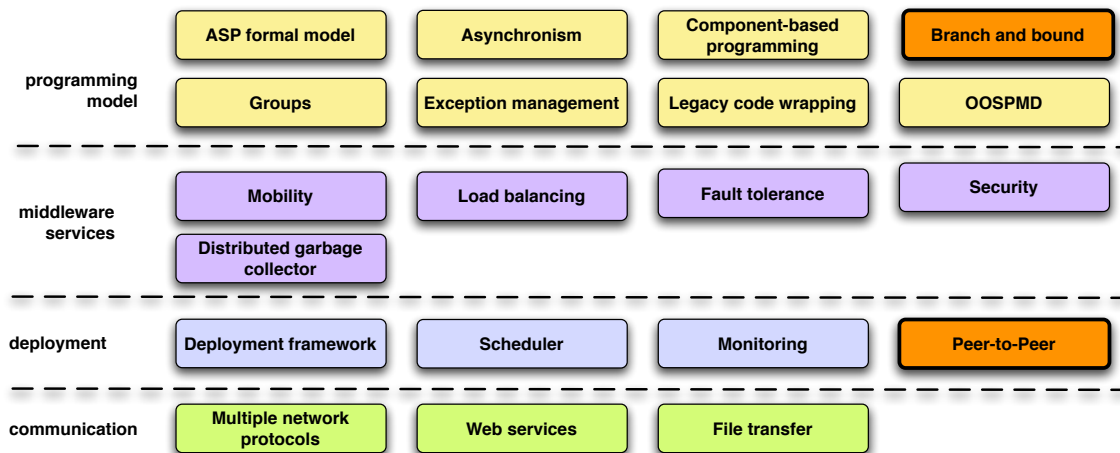 ASP formal model
Asynchronism
Component-based
programming
Branch and bound
programming
model
Groups
Exception management
Legacy code wrapping
OOSPMD
middleware
services
Mobility
Load balancing
Fault tolerance
Security
Distributed garbage
collector
deployment
Deployment framework
Scheduler
Monitoring
Peer-to-Peer
communication
Multiple network
protocols
Web services
File transfer